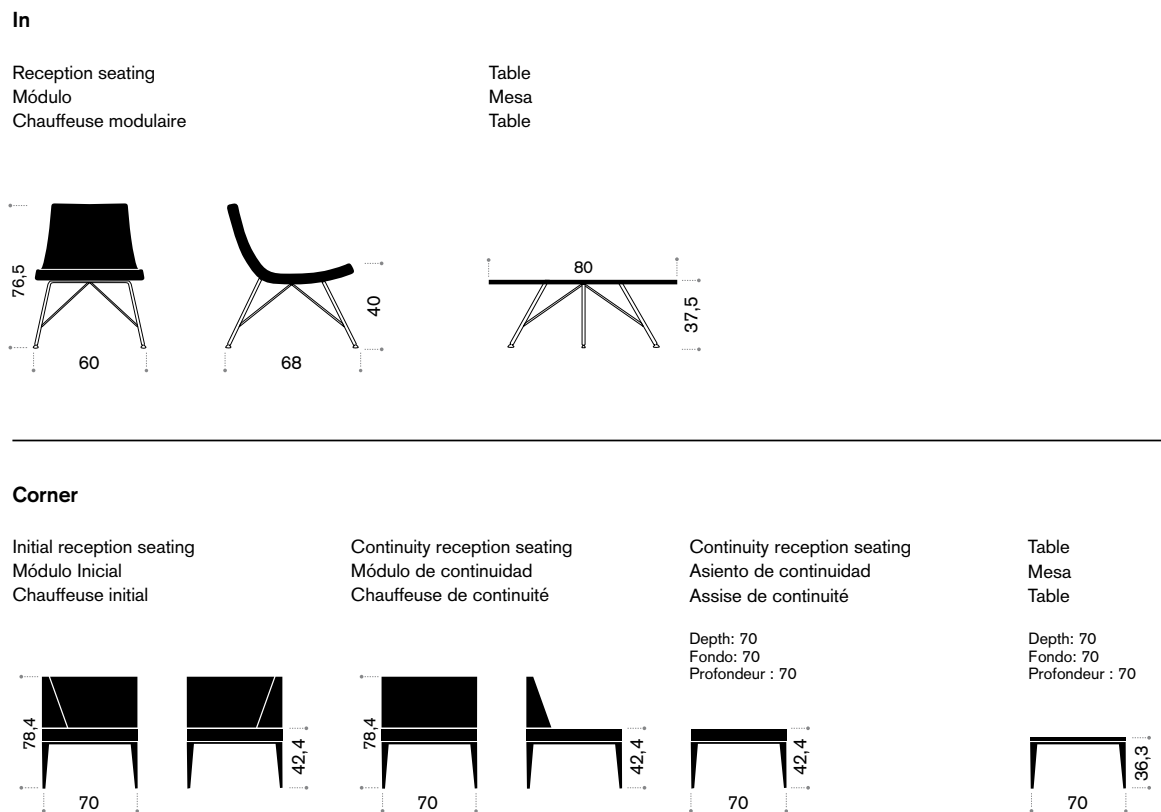 In
Reception seating
Módulo
Chauffeuse modulaire
Table
Mesa
Table
76,5
60
68
40
80
37,5
Corner
Initial reception seating
Módulo Inicial
Chauffeuse initial
Continuity reception seating
Módulo de continuidad
Chauffeuse de continuité
Continuity reception seating
Asiento de continuidad
Assise de continuité
Depth: 70
Fondo: 70
Profondeur : 70
Table
Mesa
Table
Depth: 70
Fondo: 70
Profondeur : 70
78,4
70
42,4
78,4
70
42,4
70
42,4
70
36,3